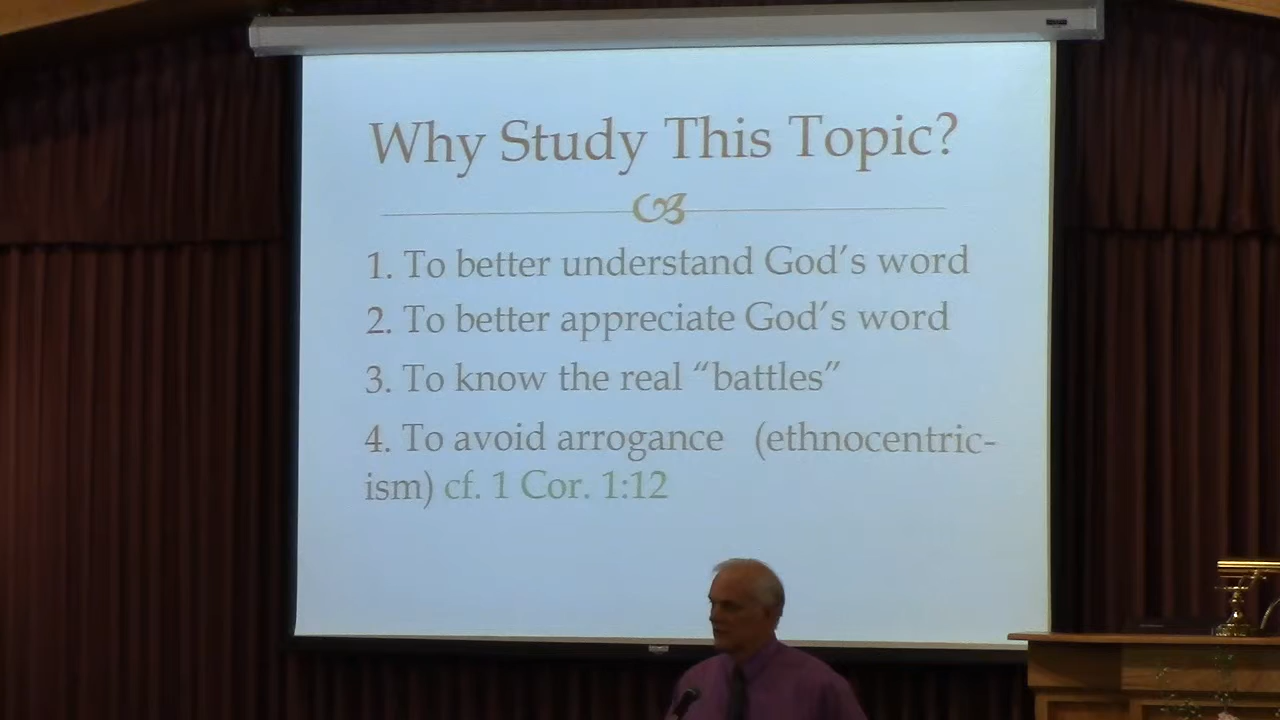 Why Study This Topic?
1. To better understand God's word
2. To better appreciate God's word
3. To know the real “battles”
4. To avoid arrogance (ethnocentric-
ism) cf. 1 Cor. 1:12